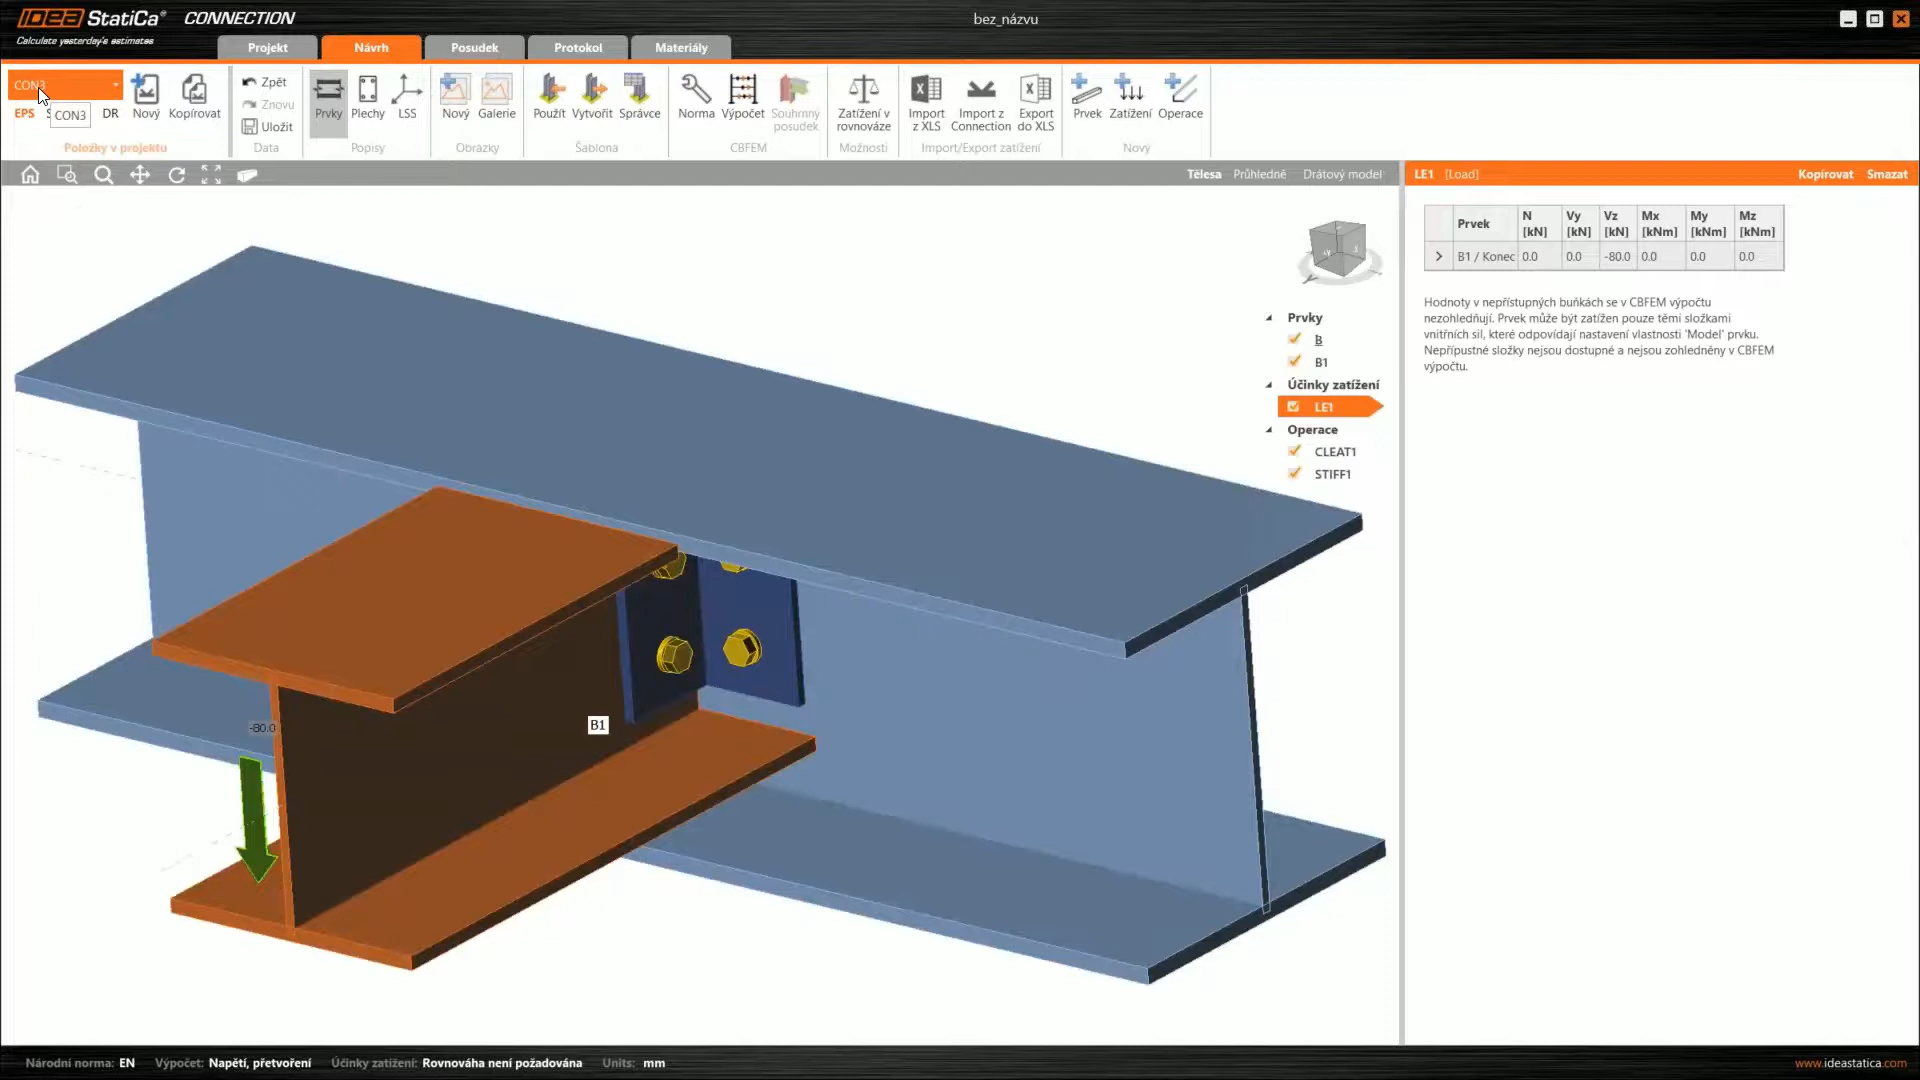 IDEA StatiCa® CONNECTION
Calculate yesterday's estimates
bez_názvu
Projekt Návrh Posudek Protokol Materiály
CON3
EPS S DR Nový Kopírovat
CON3
Položky v projektu
Zpět
Znovu
Uložit
Data
Prvky Plechy LSS
Popisy
Nový Galerie
Obrázky
Použít Vytvořit Správce
Šablona
Norma Výpočet Souhrnný posudek
CBFEM
Zatížení v rovnováze
Možnosti
Import z XLS Import z Connection Export do XLS
Import/Export zatížení
Prvek Zatížení Operace
Nový
Tělesa Průhledně Drátový model
LE1 [Load] Kopírovat Smazat
Prvek N [kN] Vy [kN] Vz [kN] Mx [kNm] My [kNm] Mz [kNm]
> B1 / Konec 0.0 0.0 -80.0 0.0 0.0 0.0
Hodnoty v nepřístupných buňkách se v CBFEM výpočtu
nezohledňují. Prvek může být zatížen pouze těmi složkami
vnitřních sil, které odpovídají nastavení vlastnosti 'Model' prvku.
Nepřípustné složky nejsou dostupné a nejsou zohledněny v CBFEM
výpočtu.
Prvky
B
B1
Účinky zatížení
LE1
Operace
CLEAT1
STIFF1
-80.0
B1
Národní norma: EN Výpočet: Napětí, přetvoření Účinky zatížení: Rovnováha není požadována Units: mm
www.ideastatica.com